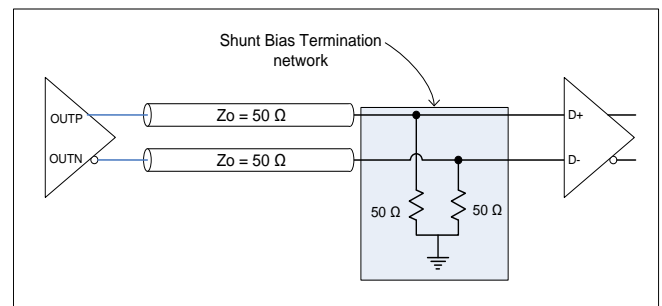 Shunt Bias Termination
network
OUTP
Zo = 50 Ω
D+
OUTN
Zo = 50 Ω
D-
50 Ω
50 Ω